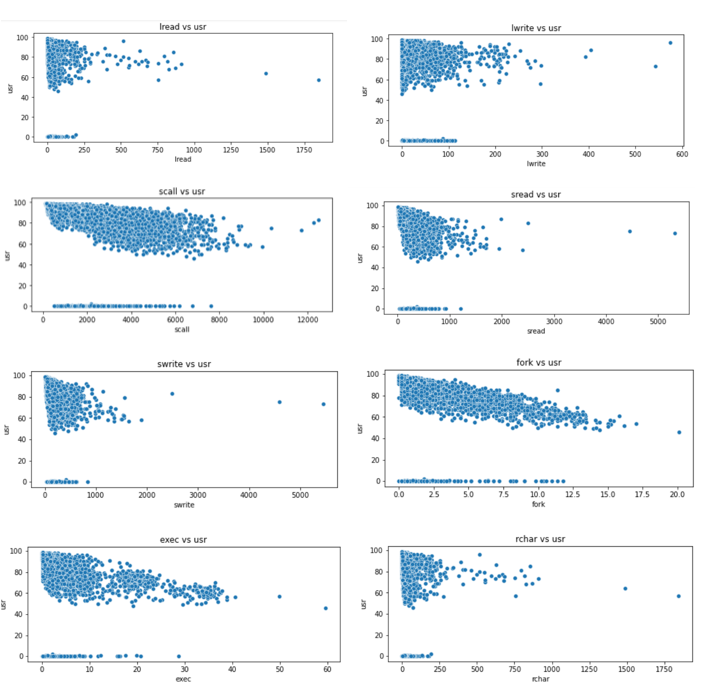 lread vs usr
usr
100
80
60
40
20
0
0 250 500 750 1000 1250 1500 1750
lread
lwrite vs usr
usr
100
80
60
40
20
0
0 100 200 300 400 500 600
lwrite
scall vs usr
usr
100
80
60
40
20
0
0 2000 4000 6000 8000 10000 12000
scall
sread vs usr
usr
100
80
60
40
20
0
0 1000 2000 3000 4000 5000
sread
swrite vs usr
usr
100
80
60
40
20
0
0 1000 2000 3000 4000 5000
swrite
fork vs usr
usr
100
80
60
40
20
0
0.0 2.5 5.0 7.5 10.0 12.5 15.0 17.5 20.0
fork
exec vs usr
usr
100
80
60
40
20
0
0 10 20 30 40 50 60
exec
rchar vs usr
usr
100
80
60
40
20
0
0 250 500 750 1000 1250 1500 1750
rchar